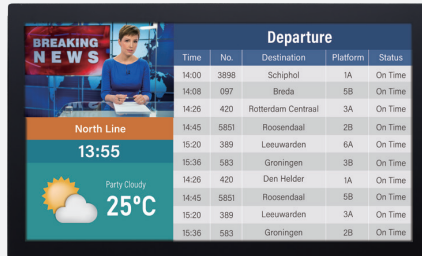 BREAKING
NEWS
North Line
13:55
Party Cloudy
25°C
Departure
Time No. Destination Platform Status
14:00 3898 Schiphol 1A On Time
14:08 097 Breda 5B On Time
14:26 420 Rotterdam Centraal 3A On Time
14:45 5851 Roosendaal 2B On Time
15:20 389 Leeuwarden 6A On Time
15:36 583 Groningen 3B On Time
14:26 420 Den Helder 1A On Time
14:45 5851 Roosendaal 5B On Time
15:20 389 Leeuwarden 3A On Time
15:36 583 Groningen 2B On Time